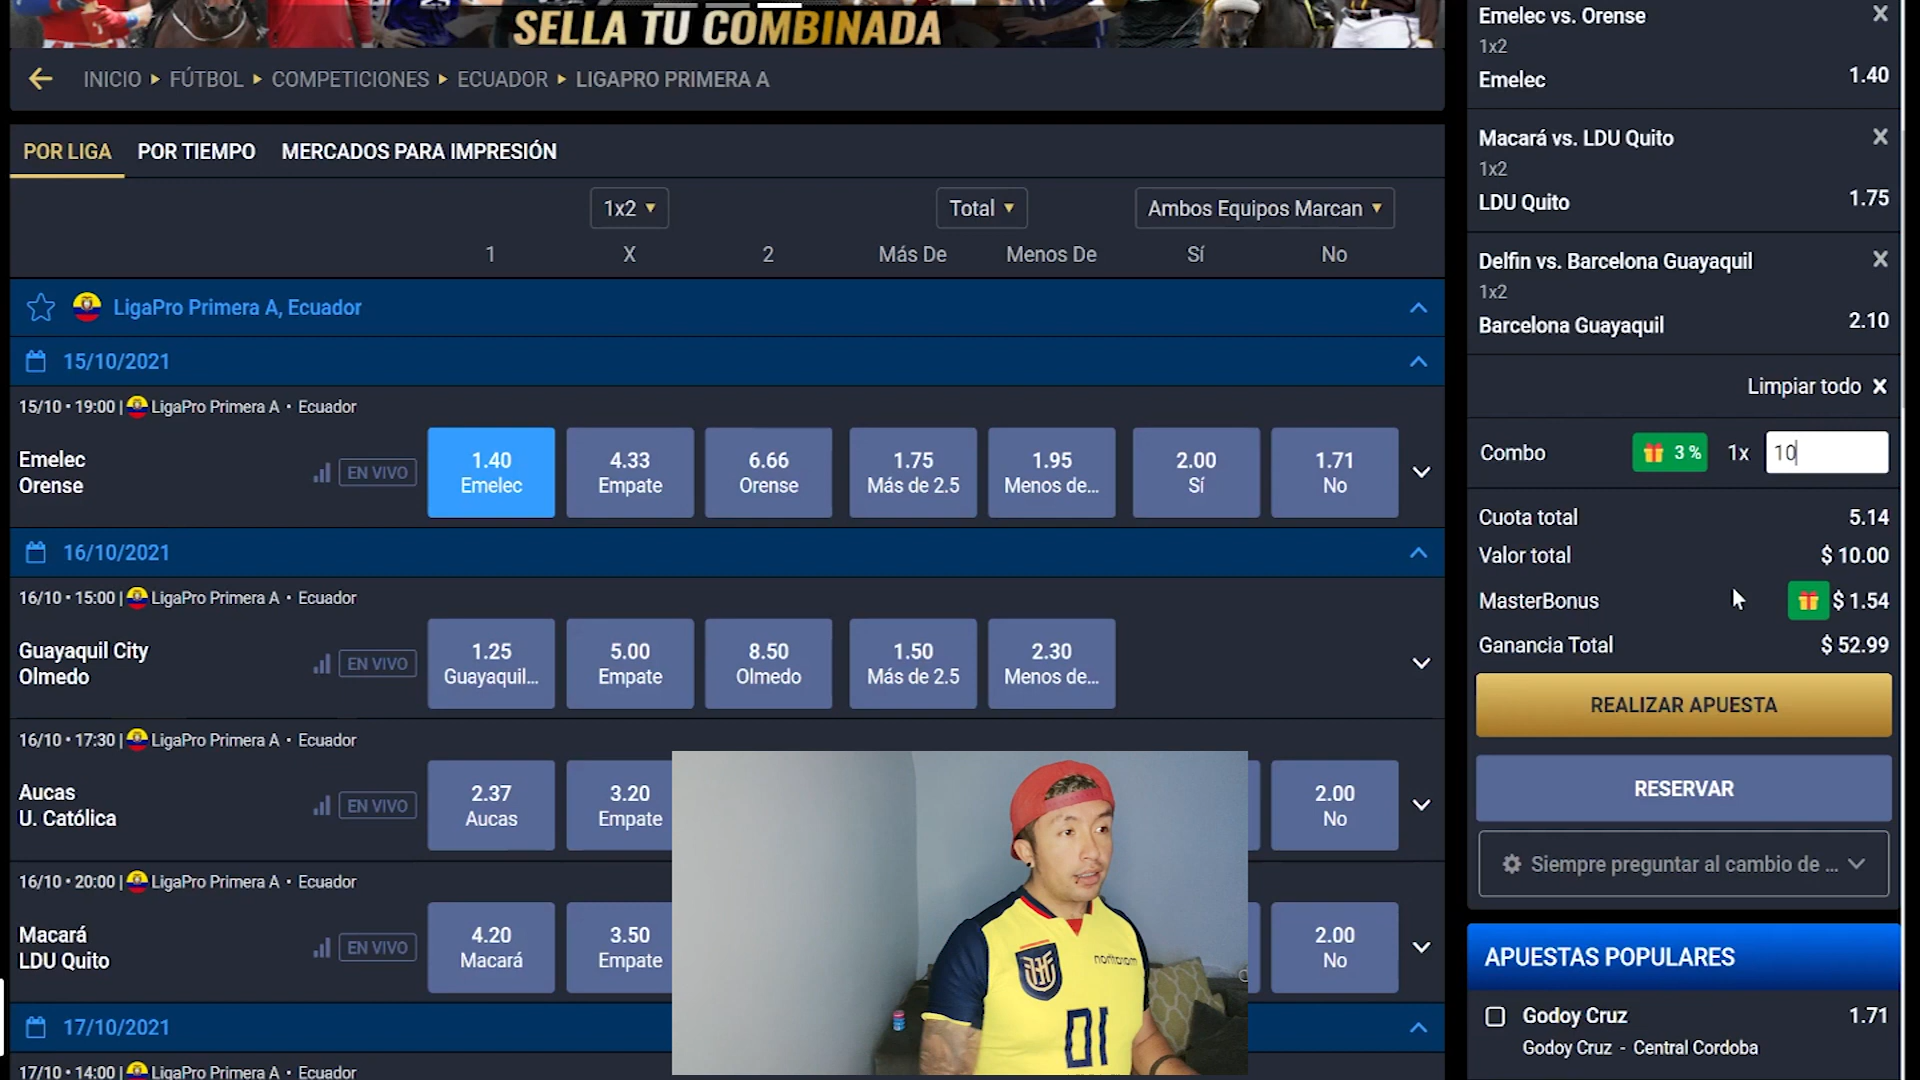 SELLA TU COMBINADA
INICIO ▸ FÚTBOL ▸ COMPETICIONES ▸ ECUADOR ▸ LIGAPRO PRIMERA A
POR LIGA POR TIEMPO MERCADOS PARA IMPRESIÓN
1x2 Total Ambos Equipos Marcan
1 X 2 Más De Menos De Sí No
LigaPro Primera A, Ecuador
15/10/2021
15/10 • 19:00 | LigaPro Primera A • Ecuador
Emelec
Orense
EN VIVO
1.40
Emelec
4.33
Empate
6.66
Orense
1.75
Más de 2.5
1.95
Menos de...
2.00
Sí
1.71
No
16/10/2021
16/10 • 15:00 | LigaPro Primera A • Ecuador
Guayaquil City
Olmedo
EN VIVO
1.25
Guayaquil...
5.00
Empate
8.50
Olmedo
1.50
Más de 2.5
2.30
Menos de...
16/10 • 17:30 | LigaPro Primera A • Ecuador
Aucas
U. Católica
EN VIVO
2.37
Aucas
3.20
Empate
2.00
No
16/10 • 20:00 | LigaPro Primera A • Ecuador
Macará
LDU Quito
EN VIVO
4.20
Macará
3.50
Empate
2.00
No
17/10/2021
17/10 • 14:00 | LigaPro Primera A • Ecuador
Emelec vs. Orense
1x2
Emelec 1.40
Macará vs. LDU Quito
1x2
LDU Quito 1.75
Delfin vs. Barcelona Guayaquil
1x2
Barcelona Guayaquil 2.10
Limpiar todo
Combo 3 % 1x 10
Cuota total 5.14
Valor total $ 10.00
MasterBonus $ 1.54
Ganancia Total $ 52.99
REALIZAR APUESTA
RESERVAR
Siempre preguntar al cambio de ...
APUESTAS POPULARES
Godoy Cruz 1.71
Godoy Cruz - Central Cordoba